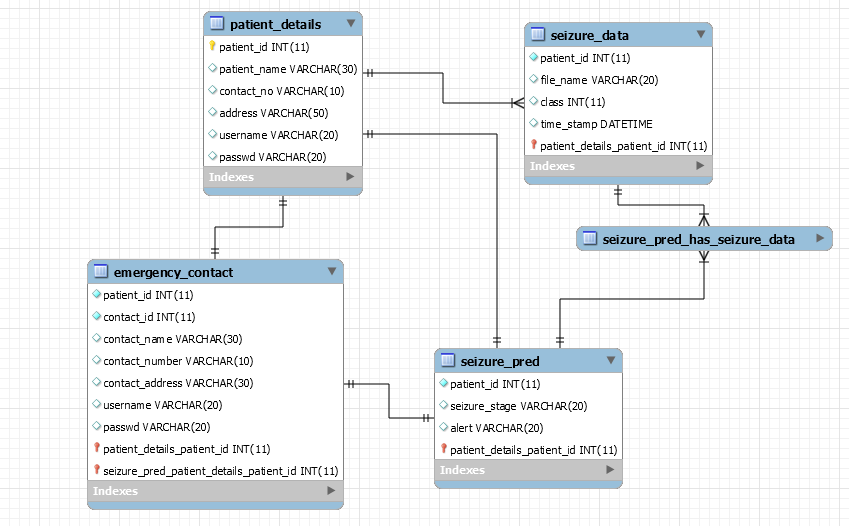 patient_details
patient_id INT(11)
patient_name VARCHAR(30)
contact_no VARCHAR(10)
address VARCHAR(50)
username VARCHAR(20)
passwd VARCHAR(20)
Indexes
seizure_data
patient_id INT(11)
file_name VARCHAR(20)
class INT(11)
time_stamp DATETIME
patient_details_patient_id INT(11)
Indexes
seizure_pred_has_seizure_data
emergency_contact
patient_id INT(11)
contact_id INT(11)
contact_name VARCHAR(30)
contact_number VARCHAR(10)
contact_address VARCHAR(30)
username VARCHAR(20)
passwd VARCHAR(20)
patient_details_patient_id INT(11)
seizure_pred_patient_details_patient_id INT(11)
Indexes
seizure_pred
patient_id INT(11)
seizure_stage VARCHAR(20)
alert VARCHAR(20)
patient_details_patient_id INT(11)
Indexes